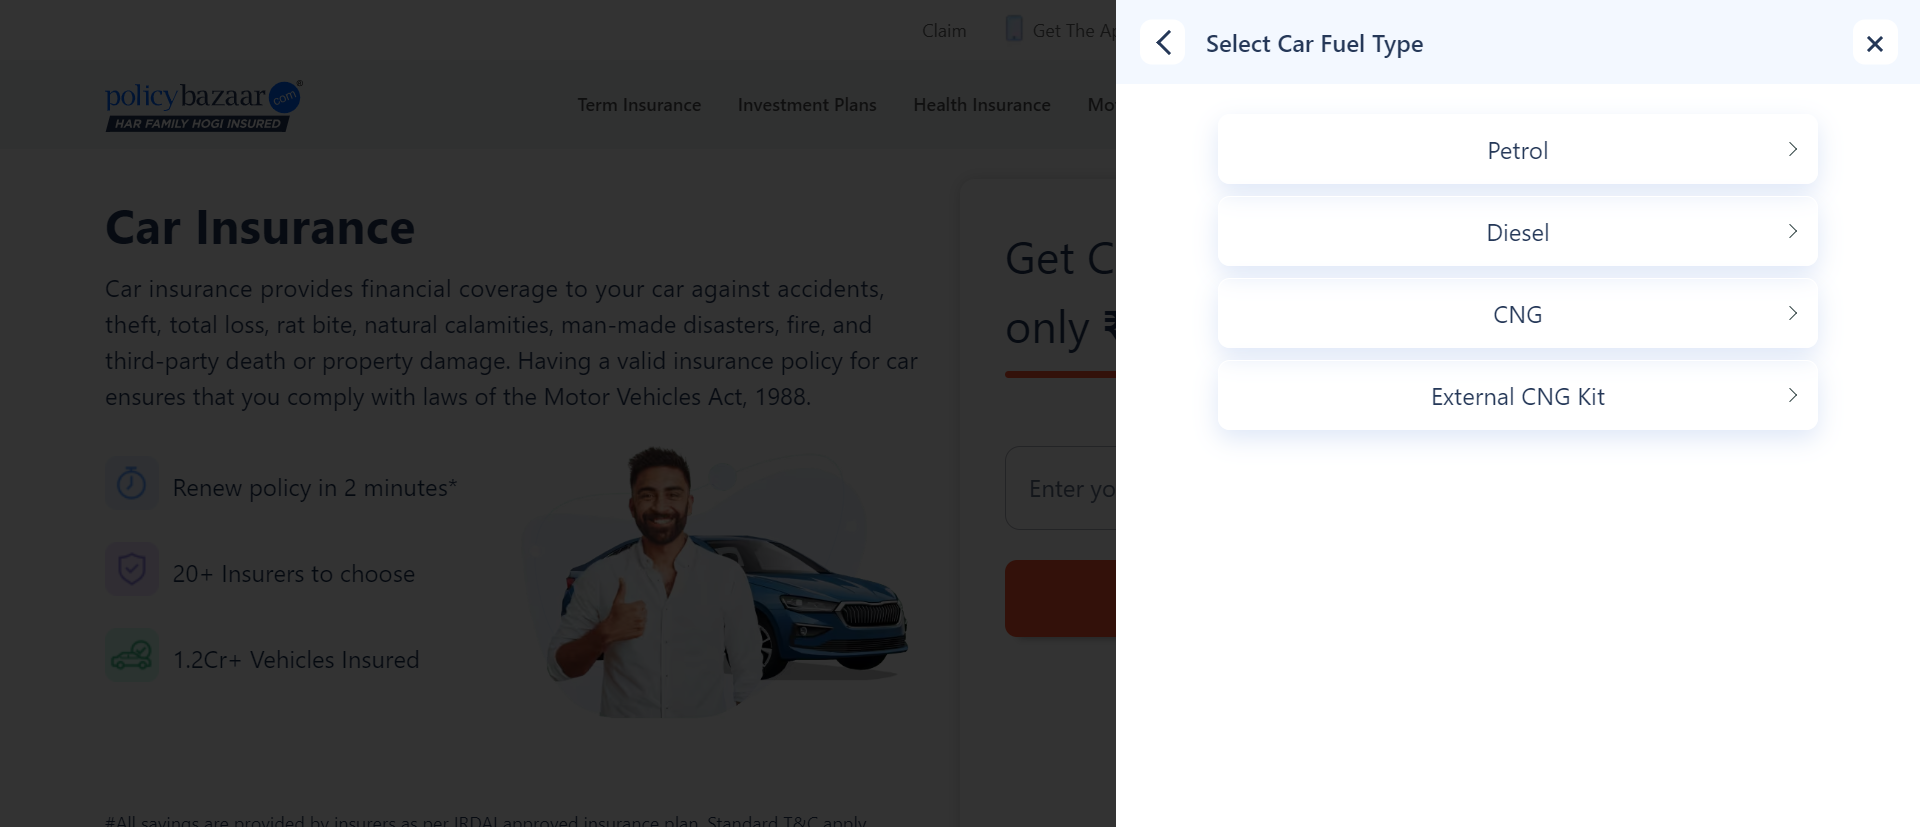 Claim
Get The Ap
policybazaar.com®
HAR FAMILY HOGI INSURED
Term Insurance
Investment Plans
Health Insurance
Mo
Car Insurance
Car insurance provides financial coverage to your car against accidents,
theft, total loss, rat bite, natural calamities, man-made disasters, fire, and
third-party death or property damage. Having a valid insurance policy for car
ensures that you comply with laws of the Motor Vehicles Act, 1988.
Renew policy in 2 minutes*
20+ Insurers to choose
1.2Cr+ Vehicles Insured
#All savings are provided by insurers as per IRDAI approved insurance plan. Standard T&C apply
Get C
only ₹
Enter yo
Select Car Fuel Type
Petrol
Diesel
CNG
External CNG Kit